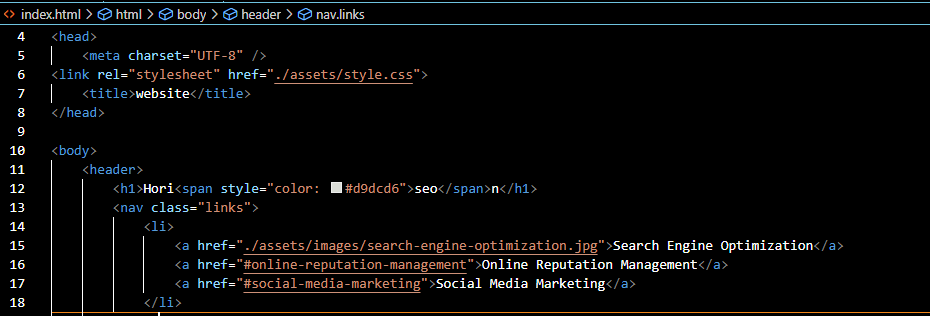 index.html > html > body > header > nav.links
4 <head>
5 <meta charset="UTF-8" />
6 <link rel="stylesheet" href="./assets/style.css">
7 <title>website</title>
8 </head>
9
10 <body>
11 <header>
12 <h1>Hori<span style="color: #d9dcd6">seo</span>n</h1>
13 <nav class="links">
14 <li>
15 <a href="./assets/images/search-engine-optimization.jpg">Search Engine Optimization</a>
16 <a href="#online-reputation-management">Online Reputation Management</a>
17 <a href="#social-media-marketing">Social Media Marketing</a>
18 </li>